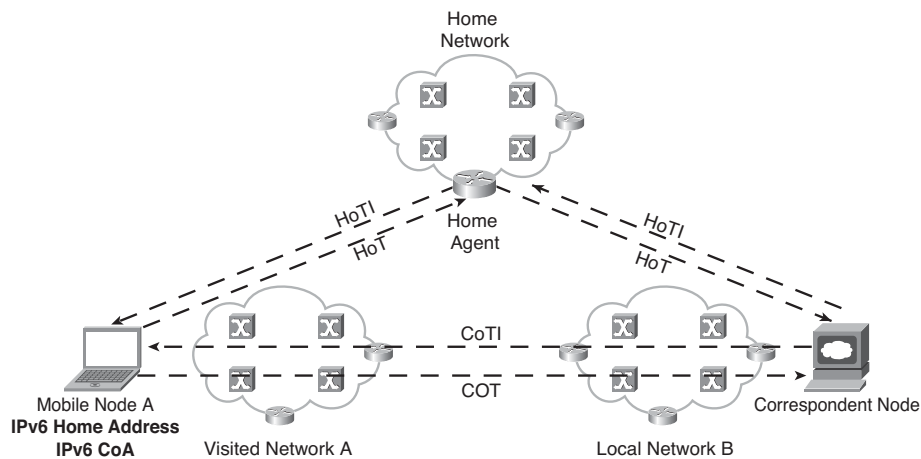 Home
Network
Home
Agent
HoTI
HoT
HoTI
HoT
CoTI
COT
Mobile Node A
IPv6 Home Address
IPv6 CoA
Visited Network A
Local Network B
Correspondent Node